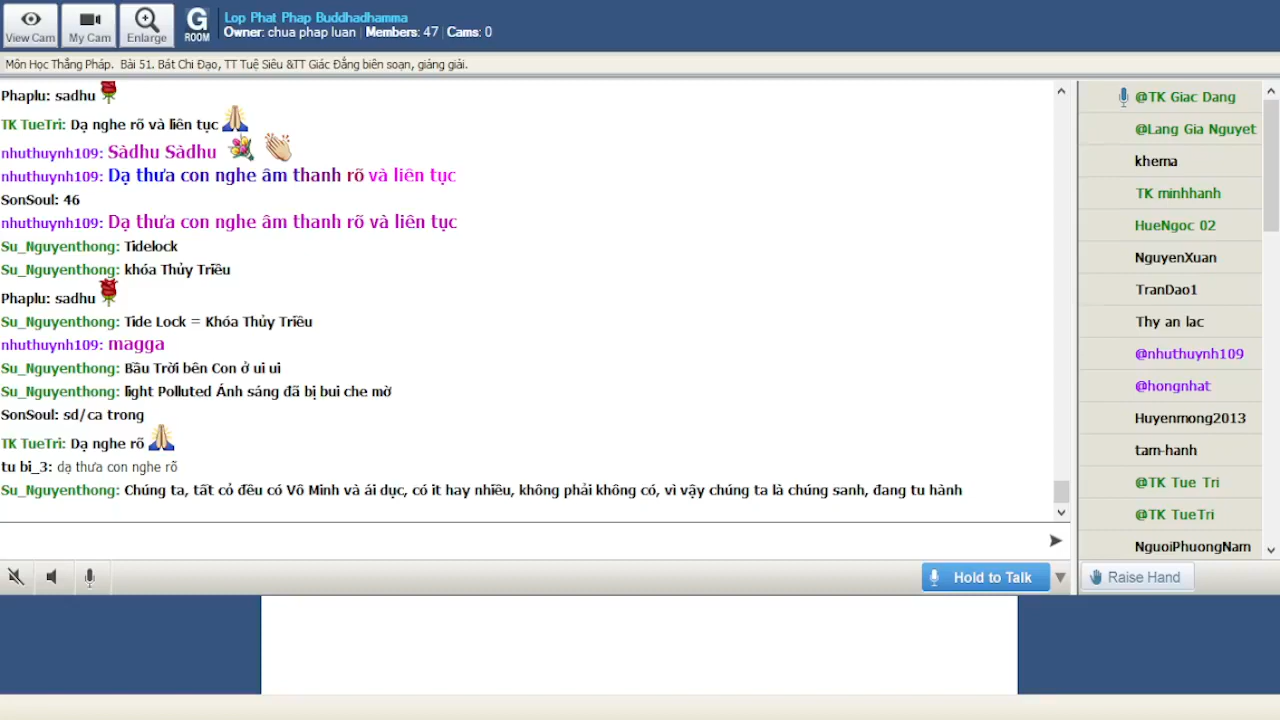 View Cam
My Cam
Enlarge
G
ROOM
Lop Phat Phap Buddhadhamma
Owner: chua phap luan | Members: 47 | Cams: 0
Môn Học Thắng Pháp. Bài 51. Bát Chi Đạo, TT Tuệ Siêu &TT Giác Đẳng biên soạn, giảng giải.
Phaplu: sadhu
TK TueTri: Dạ nghe rõ và liên tục
nhuthuynh109: Sàdhu Sàdhu
nhuthuynh109: Dạ thưa con nghe âm thanh rõ và liên tục
SonSoul: 46
nhuthuynh109: Dạ thưa con nghe âm thanh rõ và liên tục
Su_Nguyenthong: Tidelock
Su_Nguyenthong: khóa Thủy Triều
Phaplu: sadhu
Su_Nguyenthong: Tide Lock = Khóa Thủy Triều
nhuthuynh109: magga
Su_Nguyenthong: Bầu Trời bên Con ở ui ui
Su_Nguyenthong: light Polluted Ánh sáng đã bị bui che mờ
SonSoul: sd/ca trong
TK TueTri: Dạ nghe rõ
tu bi_3: dạ thưa con nghe rõ
Su_Nguyenthong: Chúng ta, tất cỏ đều có Vô Minh và ái dục, có it hay nhiều, không phải không có, vì vậy chúng ta là chúng sanh, đang tu hành
@TK Giac Dang
@Lang Gia Nguyet
khema
TK minhhanh
HueNgoc 02
NguyenXuan
TranDao1
Thy an lac
@nhuthuynh109
@hongnhat
Huyenmong2013
tam-hanh
@TK Tue Tri
@TK TueTri
NguoiPhuongNam
Hold to Talk
Raise Hand